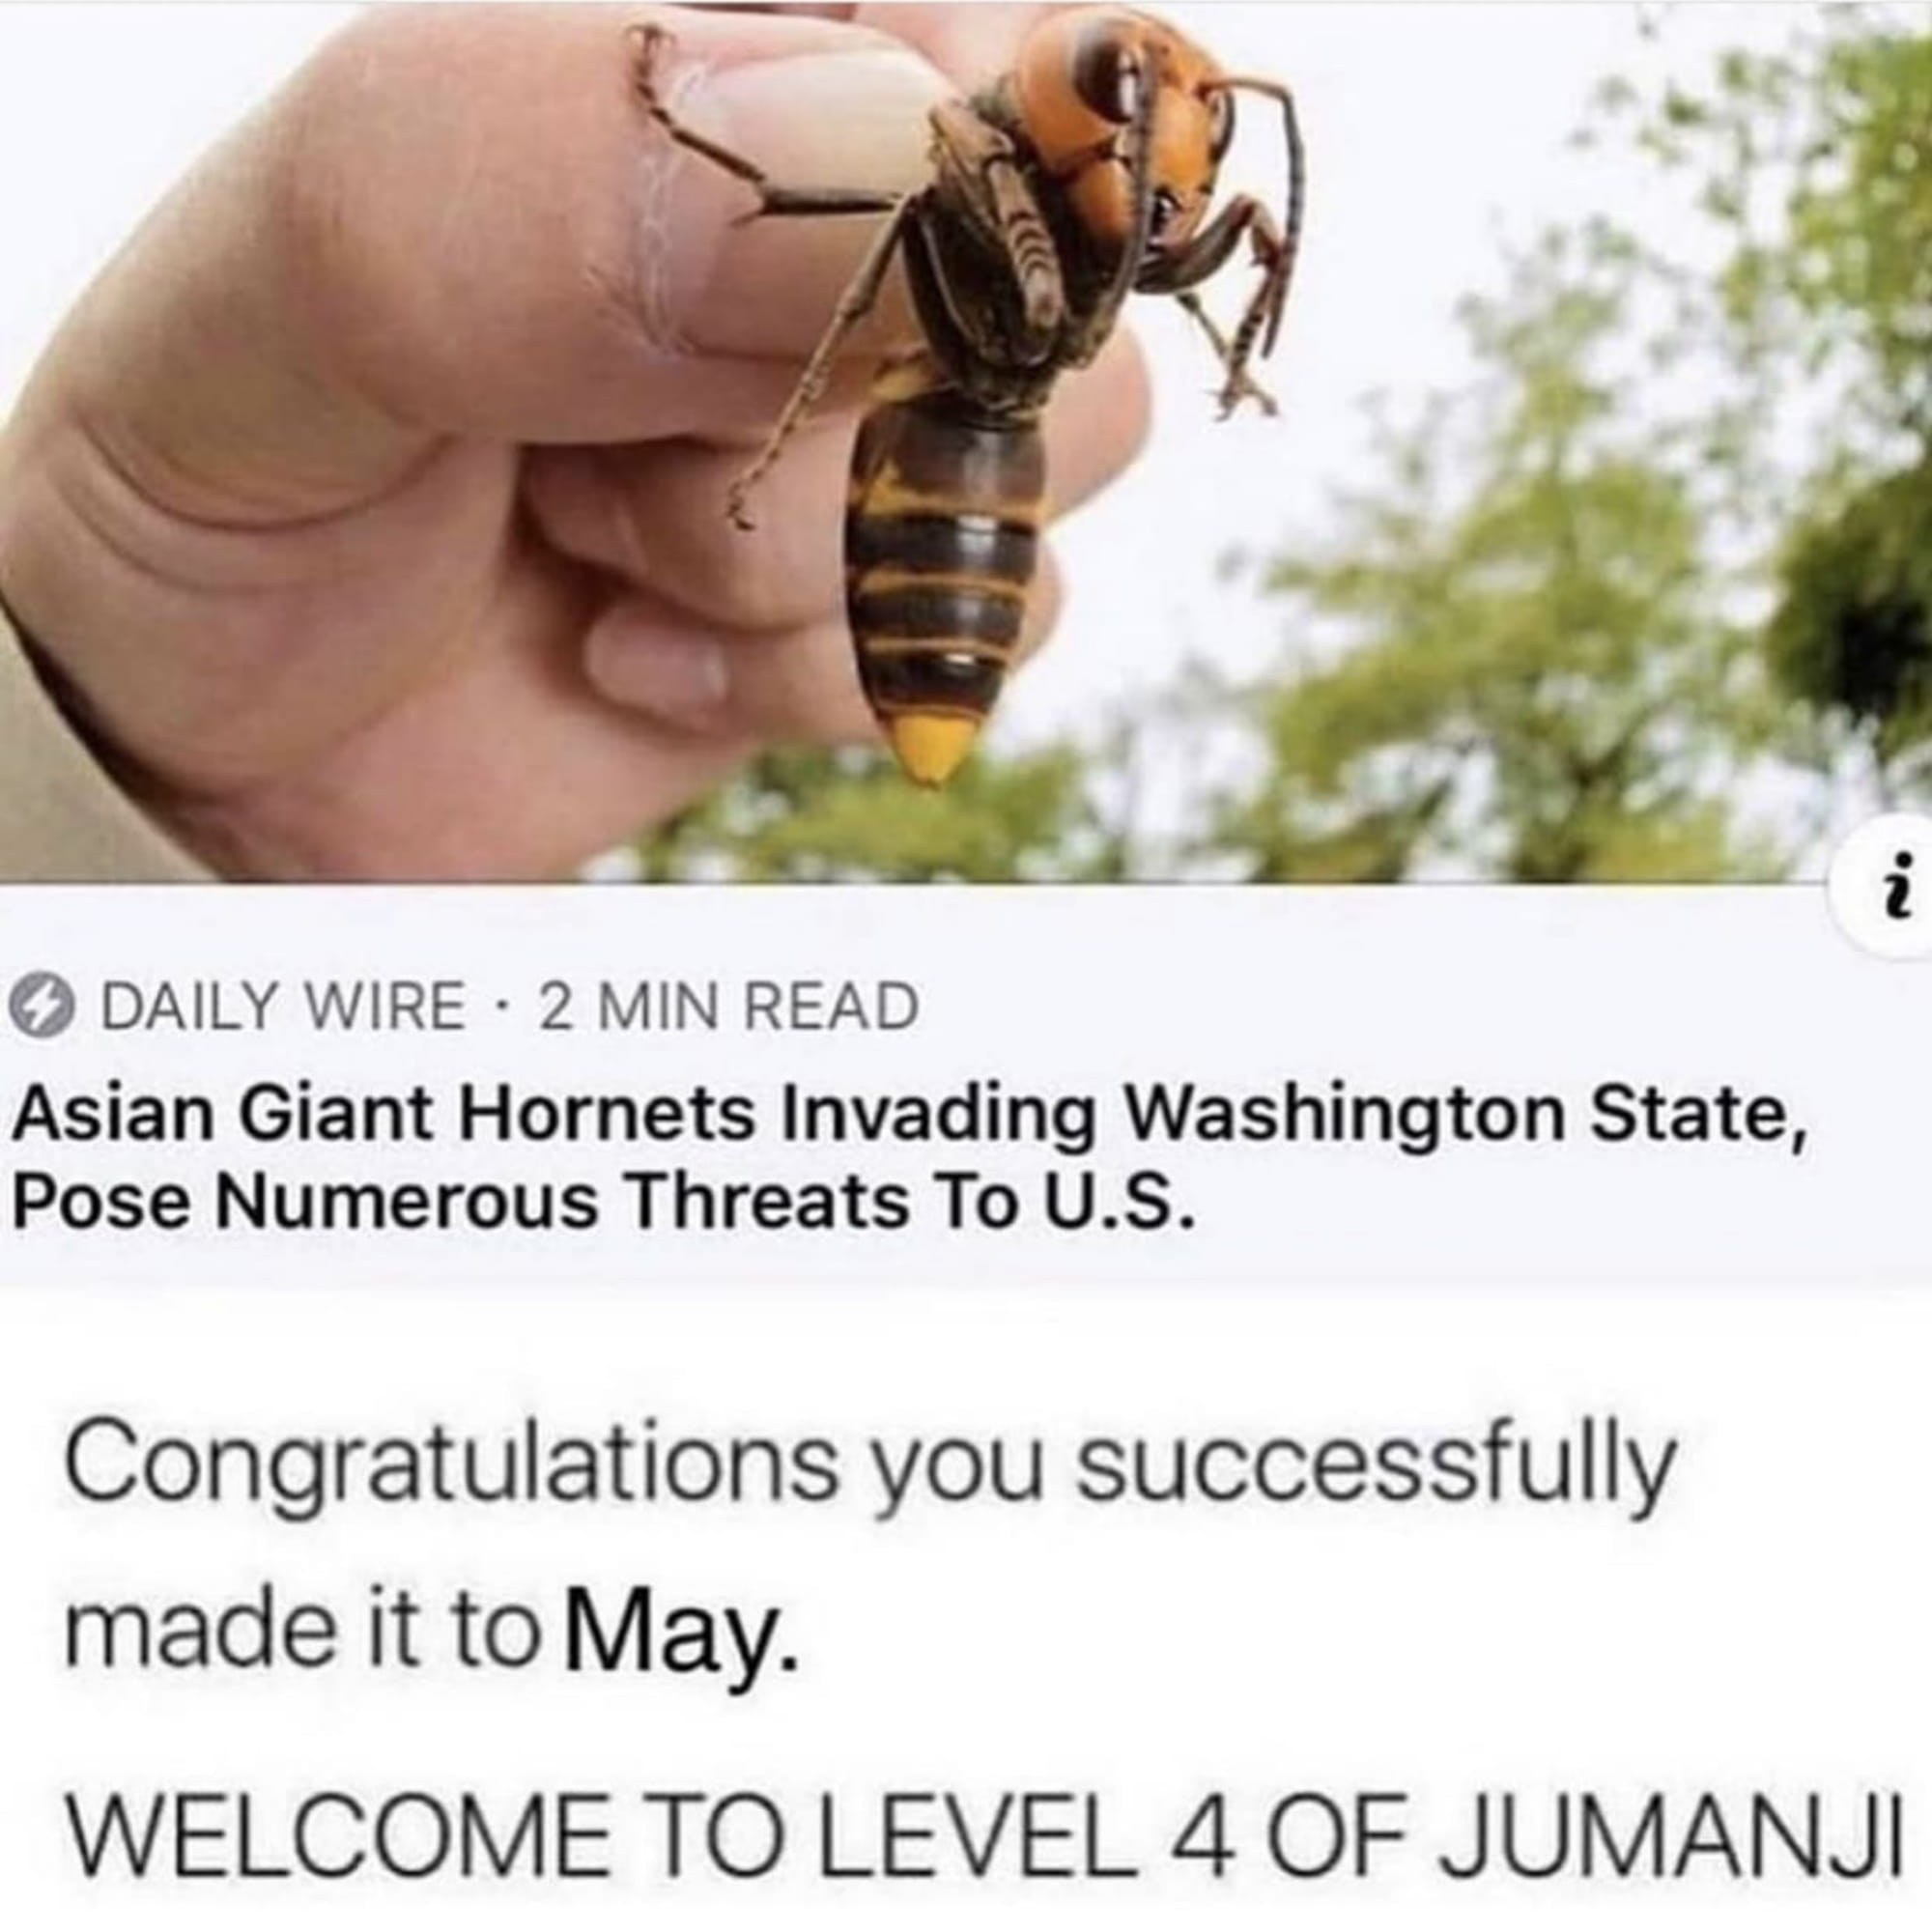 i
DAILY WIRE · 2 MIN READ
Asian Giant Hornets Invading Washington State,
Pose Numerous Threats To U.S.
Congratulations you successfully
made it to May.
WELCOME TO LEVEL 4 OF JUMANJI